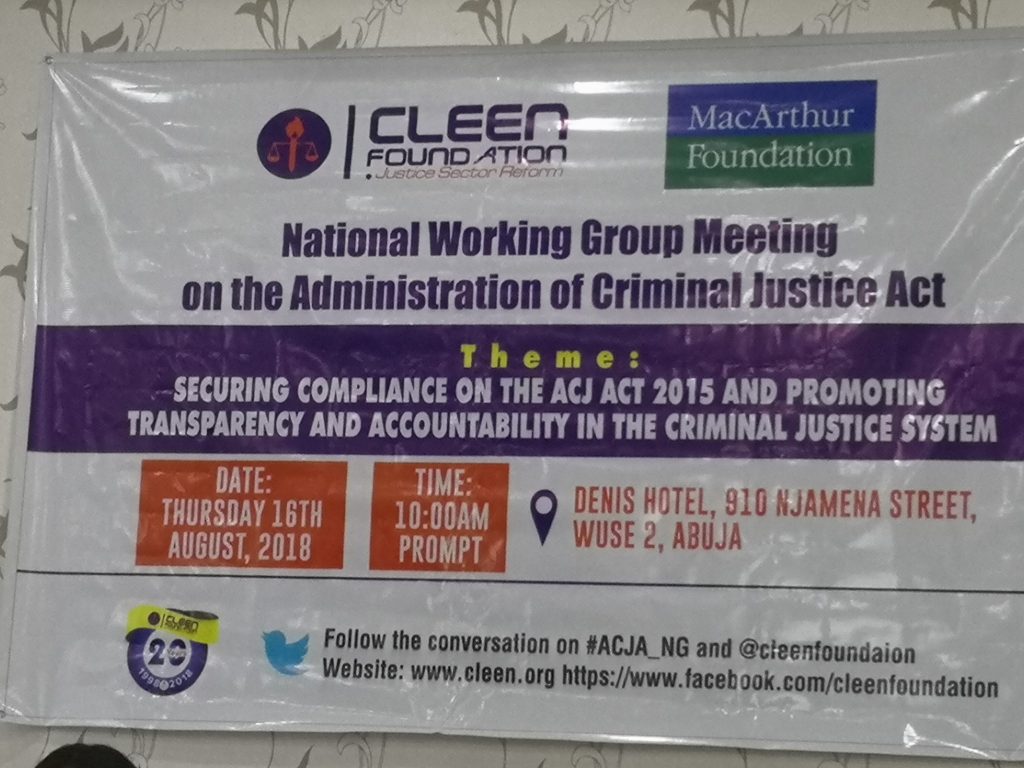 CLEEN
FOUNDATION
Justice Sector Reform
MacArthur
Foundation
National Working Group Meeting
on the Administration of Criminal Justice Act
Theme:
SECURING COMPLIANCE ON THE ACJ ACT 2015 AND PROMOTING
TRANSPARENCY AND ACCOUNTABILITY IN THE CRIMINAL JUSTICE SYSTEM
DATE:
THURSDAY 16TH
AUGUST, 2018
TIME:
10:00AM
PROMPT
DENIS HOTEL, 910 NJAMENA STREET,
WUSE 2, ABUJA
CLEEN
20
1998 2018
Follow the conversation on #ACJA_NG and @cleenfoundaion
Website: www.cleen.org https://www.facebook.com/cleenfoundation